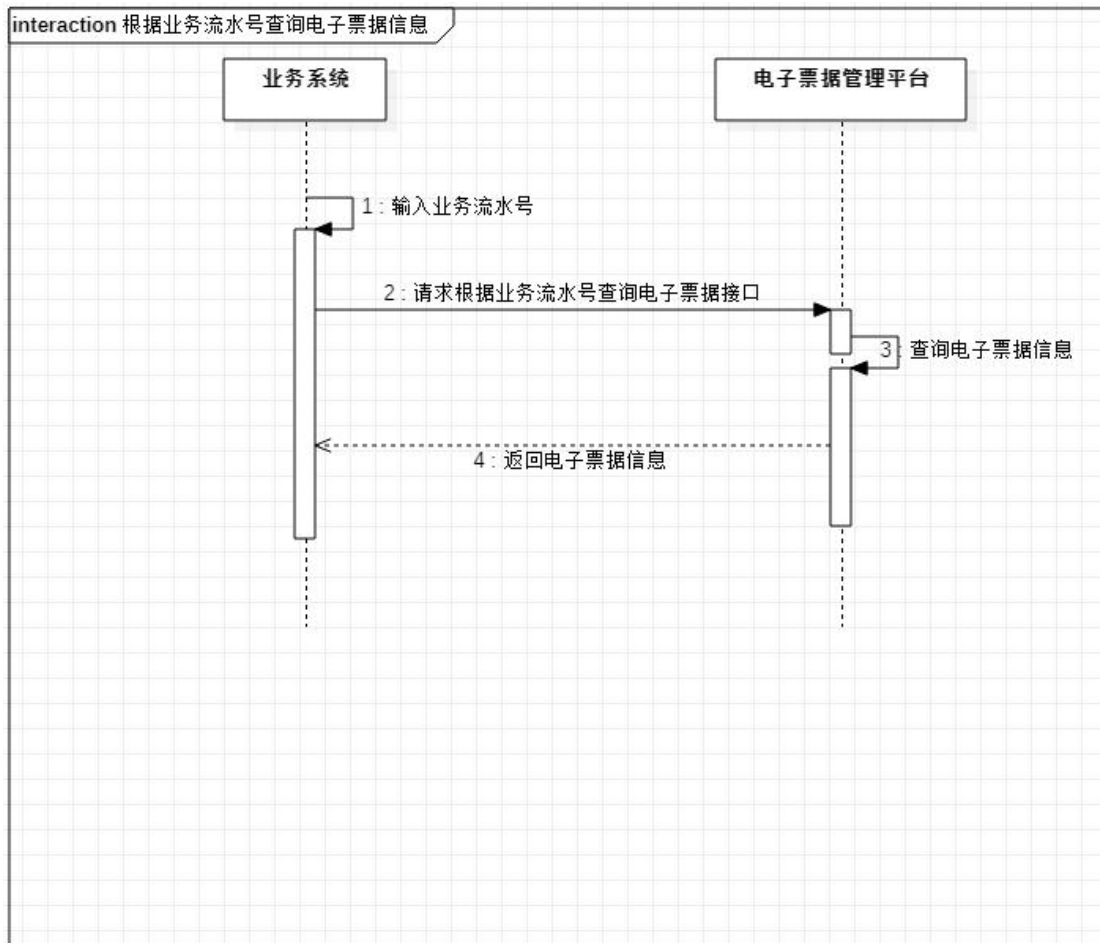 interaction 根据业务流水号查询电子票据信息
业务系统
电子票据管理平台
1 : 输入业务流水号
2 : 请求根据业务流水号查询电子票据接口
3 : 查询电子票据信息
4 : 返回电子票据信息